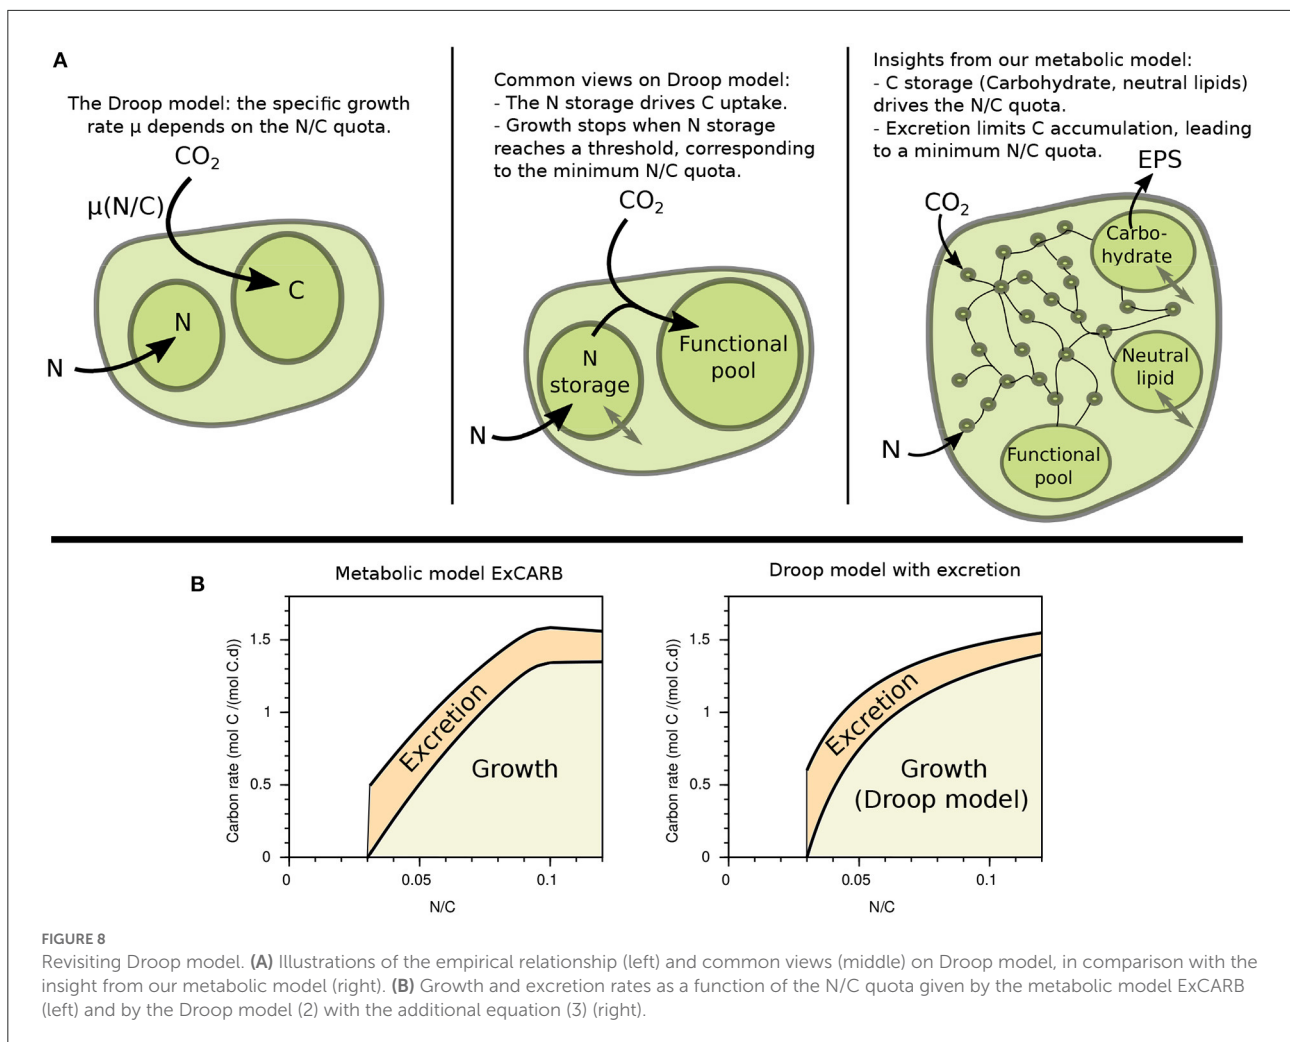 A
The Droop model: the specific growth
rate μ depends on the N/C quota.
CO2
μ(N/C)
C
N
N
Common views on Droop model:
- The N storage drives C uptake.
- Growth stops when N storage
reaches a threshold, corresponding
to the minimum N/C quota.
CO2
N
storage
Functional
pool
N
Insights from our metabolic model:
- C storage (Carbohydrate, neutral lipids)
drives the N/C quota.
- Excretion limits C accumulation, leading
to a minimum N/C quota.
EPS
CO2
Carbo-
hydrate
Neutral
lipid
N
Functional
pool
B
Metabolic model ExCARB
Carbon rate (mol C /(mol C.d))
1.5
1
0.5
0
Excretion
Growth
0
0.05
0.1
N/C
Droop model with excretion
Carbon rate (mol C /(mol C.d))
1.5
1
0.5
0
Excretion
Growth
(Droop model)
0
0.05
0.1
N/C
FIGURE 8
Revisiting Droop model. (A) Illustrations of the empirical relationship (left) and common views (middle) on Droop model, in comparison with the
insight from our metabolic model (right). (B) Growth and excretion rates as a function of the N/C quota given by the metabolic model ExCARB
(left) and by the Droop model (2) with the additional equation (3) (right).